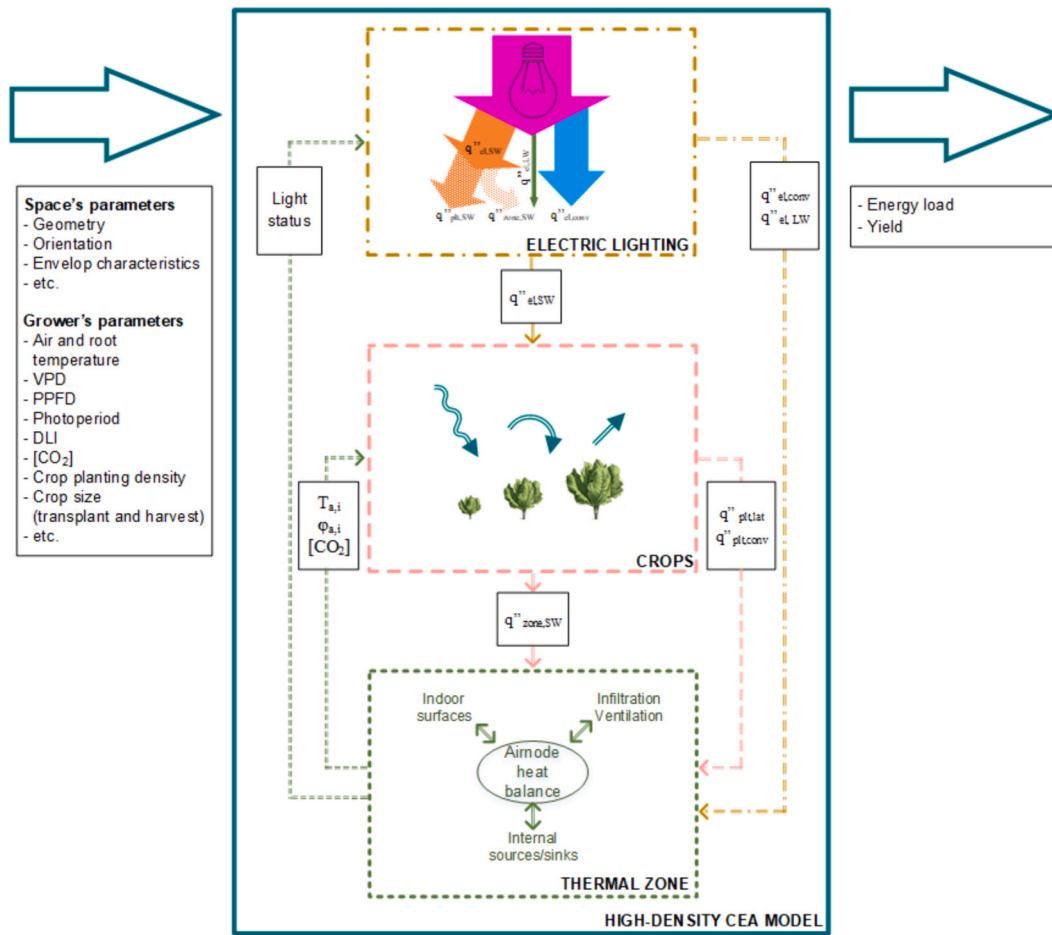 Space's parameters
- Geometry
- Orientation
- Envelop characteristics
- etc.
Grower's parameters
- Air and root
temperature
- VPD
- PPFD
- Photoperiod
- DLI
- [CO₂]
- Crop planting density
- Crop size
(transplant and harvest)
- etc.
Light
status
q" el,SW
q" el,LW
q" plt,SW
q" zone,SW
q" el,conv
ELECTRIC LIGHTING
q" el,conv
q" el, LW
- Energy load
- Yield
q" el,SW
T a,i
φ a,i
[CO₂]
CROPS
q" plt,lat
q" plt,conv
q" zone,SW
Indoor
surfaces
Infiltration
Ventilation
Airnode
heat
balance
Internal
sources/sinks
THERMAL ZONE
HIGH-DENSITY CEA MODEL